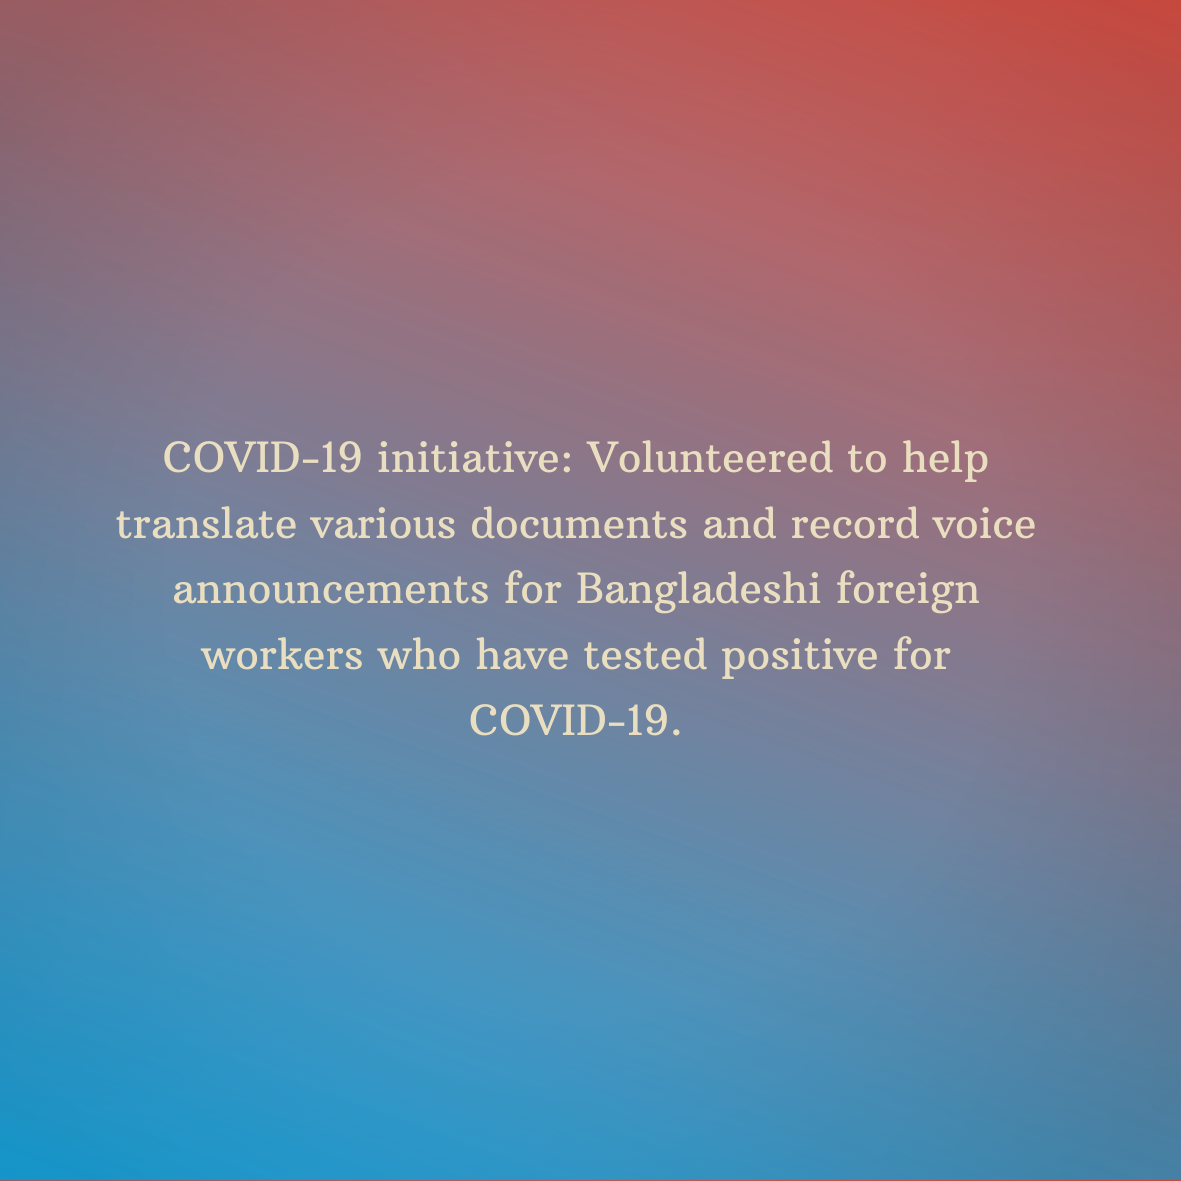 COVID-19 initiative: Volunteered to help
translate various documents and record voice
announcements for Bangladeshi foreign
workers who have tested positive for
COVID-19.